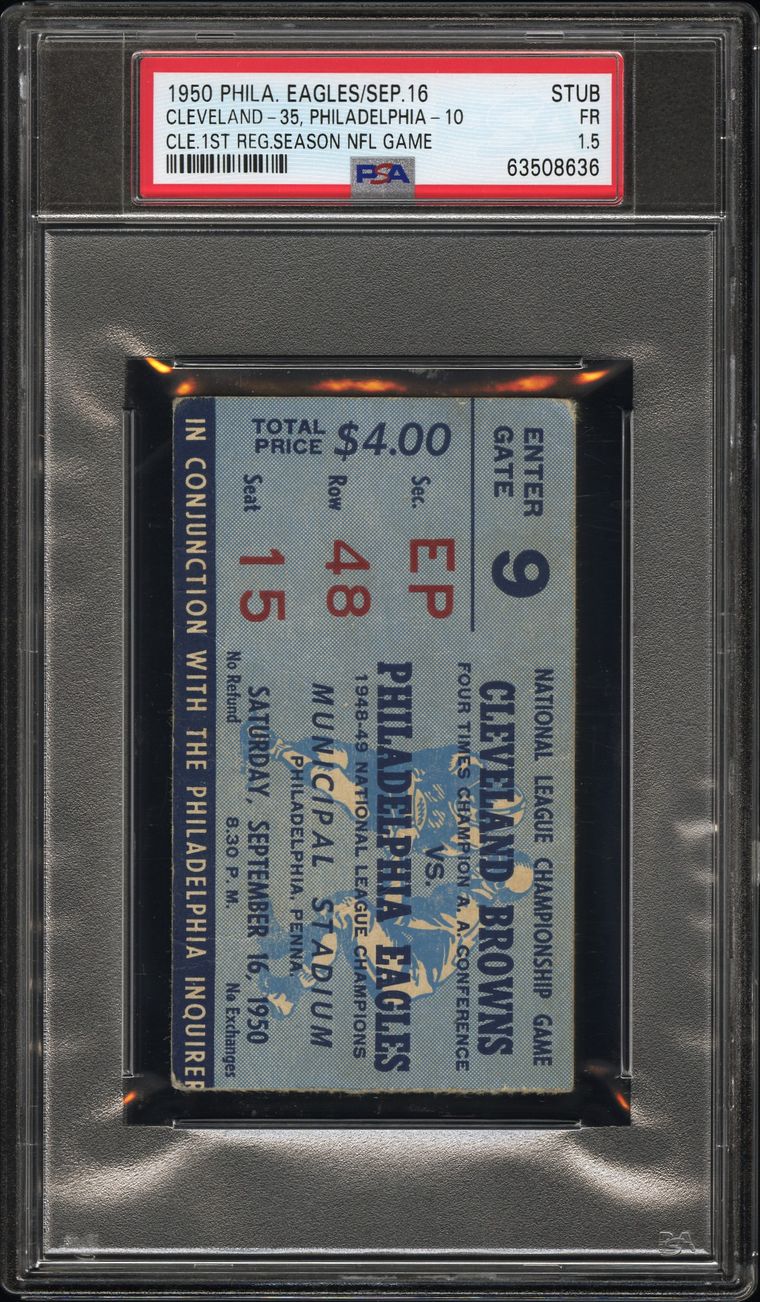 1950 PHILA. EAGLES/SEP.16 STUB
CLEVELAND-35, PHILADELPHIA-10 FR
CLE.1ST REG.SEASON NFL GAME 1.5
PSA 63508636
ENTER
GATE 9
TOTAL
PRICE $4.00
Sec. EP
Row 48
Seat 15
NATIONAL LEAGUE CHAMPIONSHIP GAME
CLEVELAND BROWNS
FOUR TIMES CHAMPION A. A. CONFERENCE
VS.
PHILADELPHIA EAGLES
1948-49 NATIONAL LEAGUE CHAMPIONS
MUNICIPAL STADIUM
PHILADELPHIA, PENNA.
SATURDAY, SEPTEMBER 16, 1950
No Refund 8.30 P. M. No Exchanges
IN CONJUNCTION WITH THE PHILADELPHIA INQUIRER
PSA